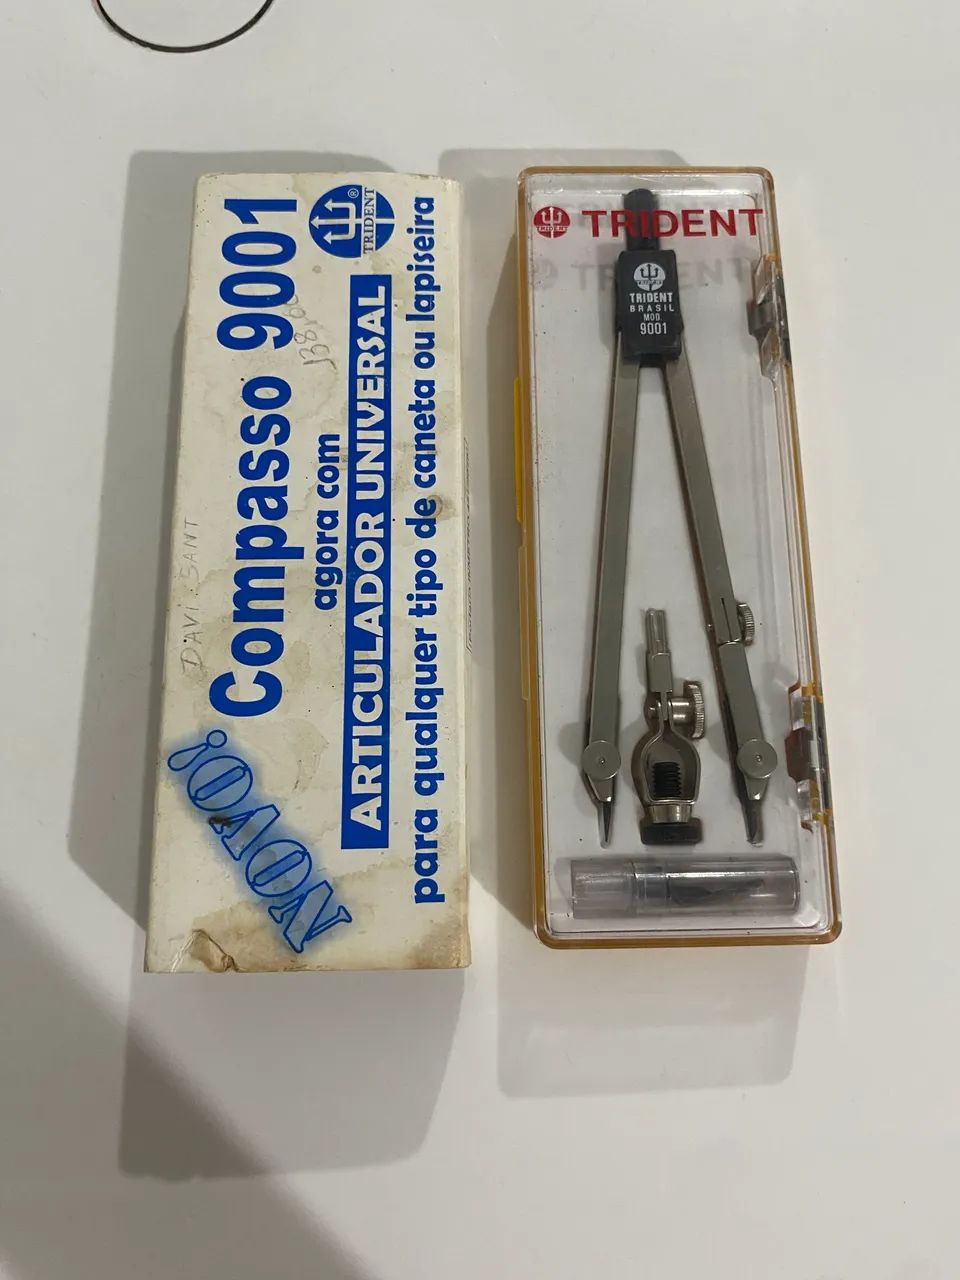 Compasso 9001
TRIDENT
®
agora com
ARTICULADOR UNIVERSAL
para qualquer tipo de caneta ou lapiseira
NOVO!
DAVI SANT
TRIDENT
TRIDENT
TRIDENT
BRASIL
MOD.
9001